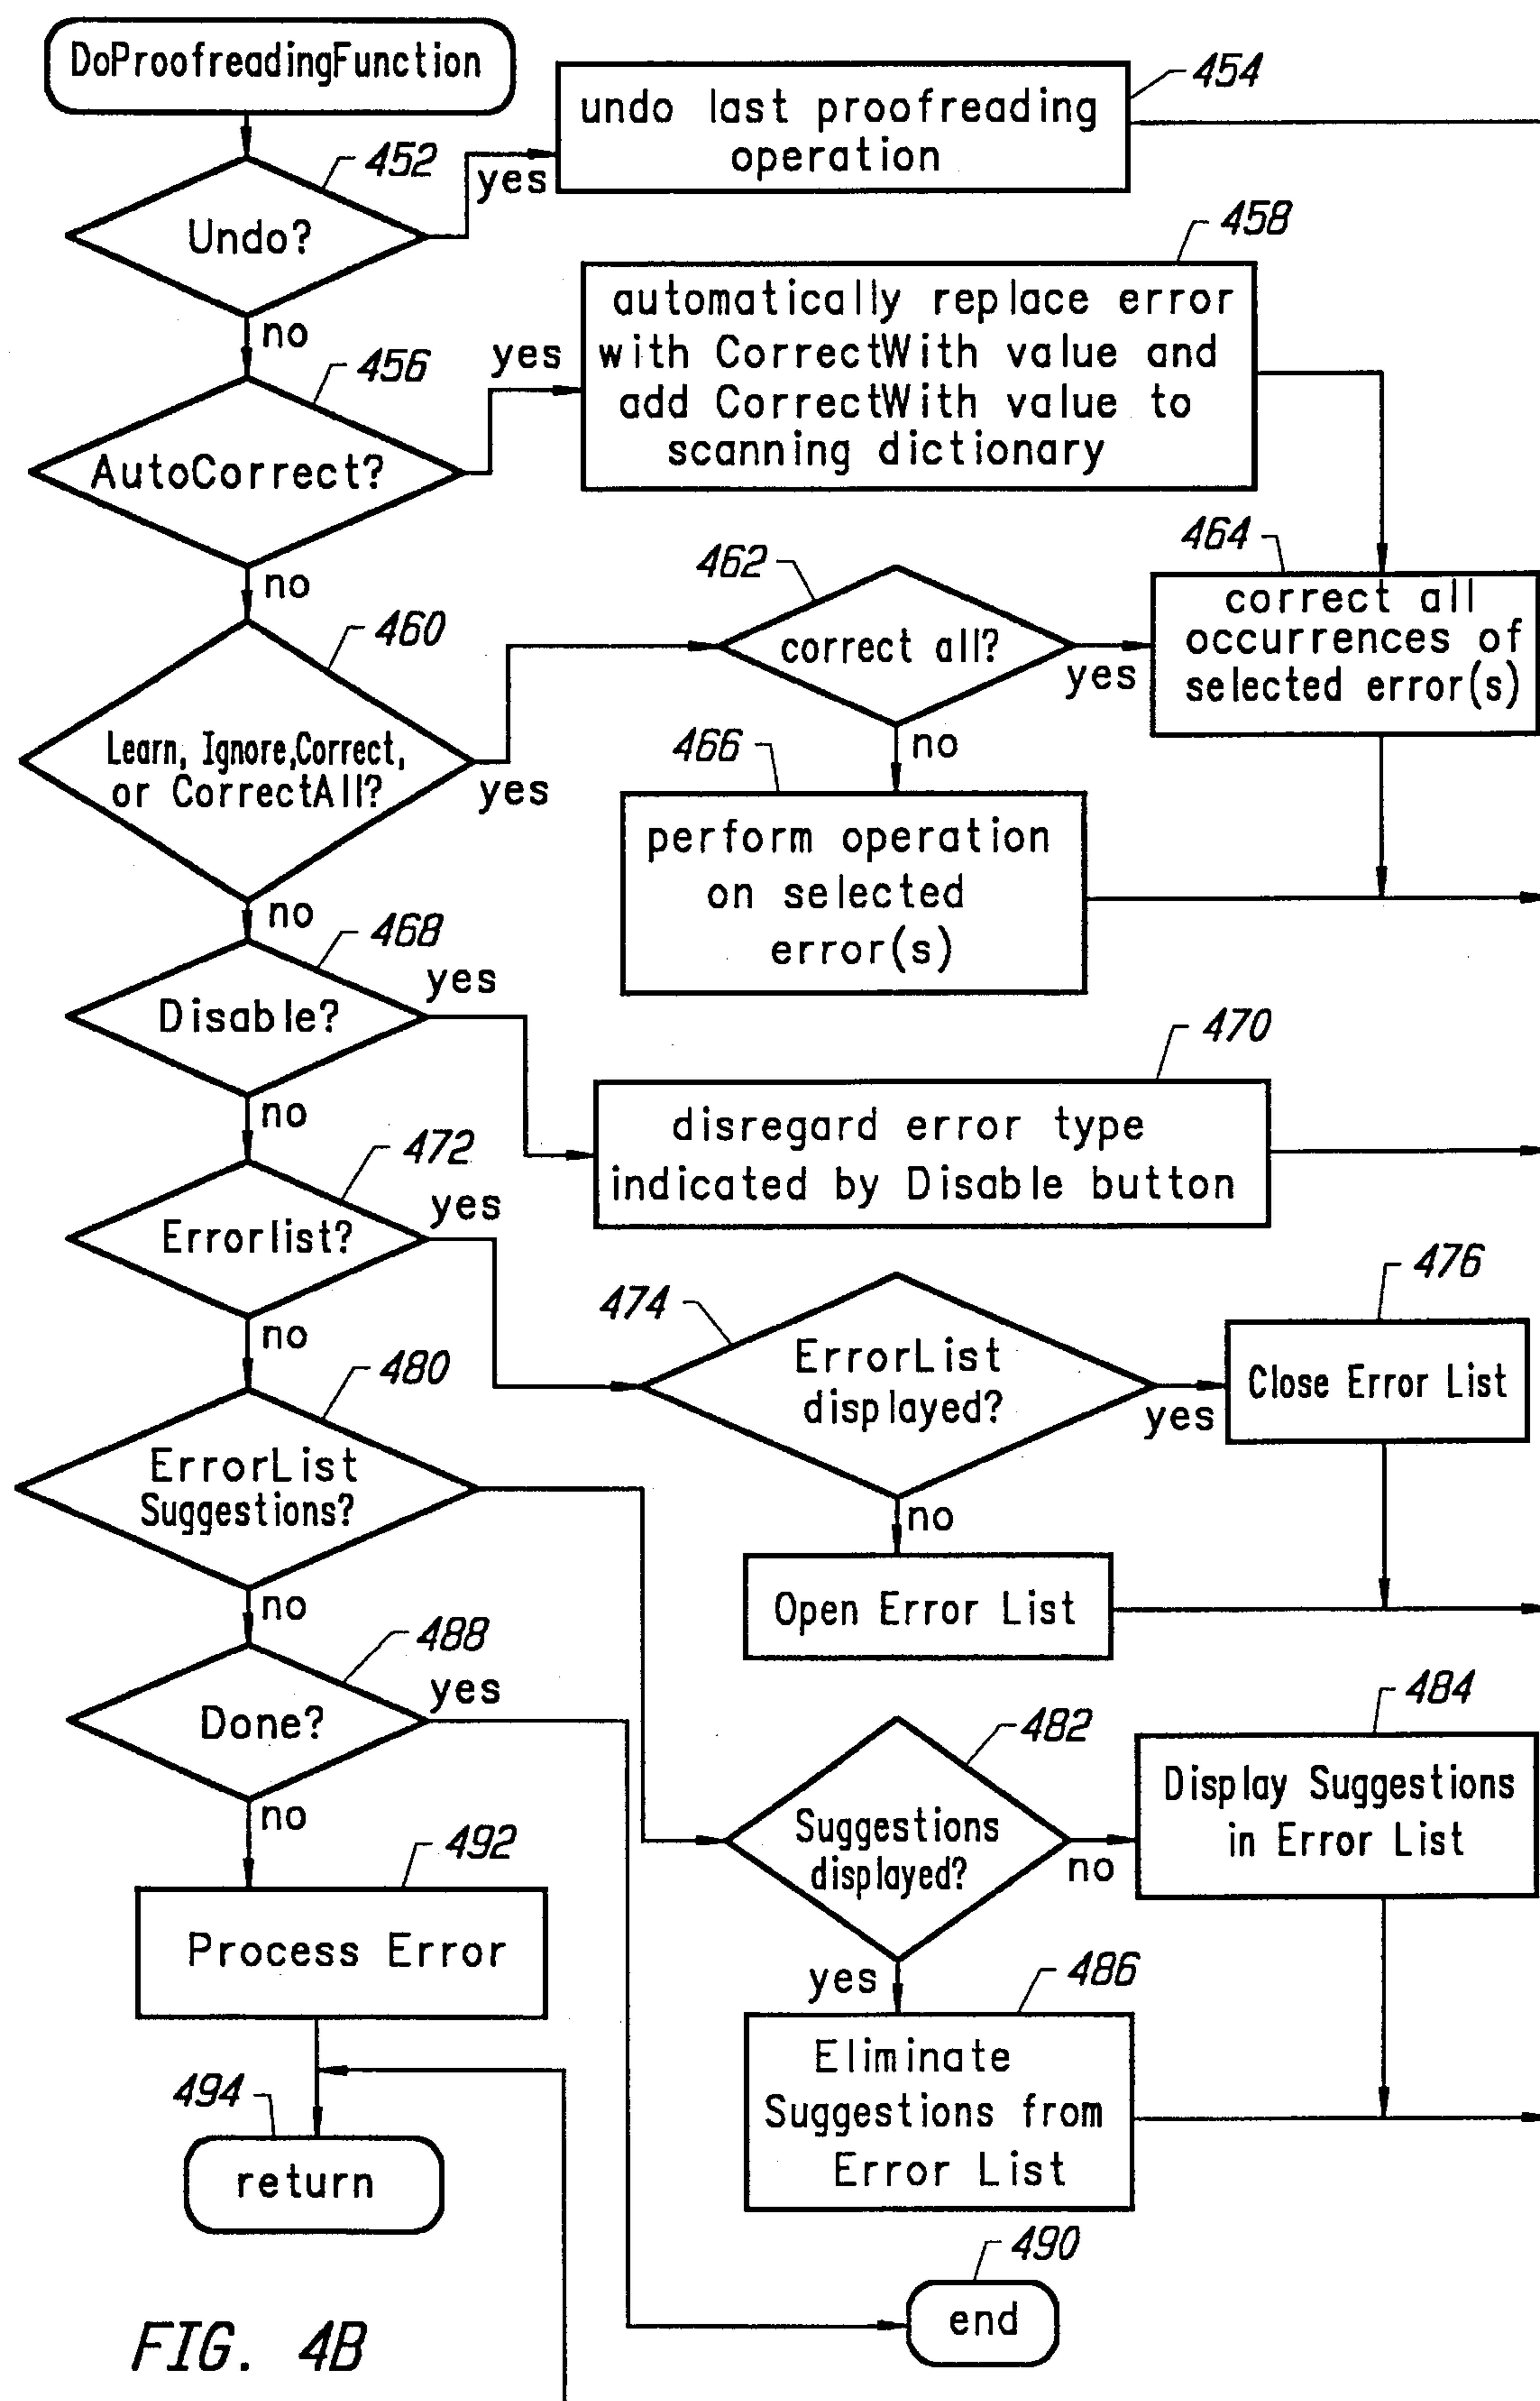 DoProofreadingFunction
454
undo last proofreading
operation
452
yes
Undo?
458
no
automatically replace error
with CorrectWith value and
add CorrectWith value to
scanning dictionary
yes
456
AutoCorrect?
no
462
464
correct all
occurrences of
selected error(s)
460
correct all?
yes
Learn, Ignore,Correct,
or CorrectAll?
yes
466
no
perform operation
on selected
error(s)
no
468
yes
Disable?
470
no
disregard error type
indicated by Disable button
472
yes
Errorlist?
474
476
no
ErrorList
displayed?
yes
Close Error List
480
ErrorList
Suggestions?
no
Open Error List
no
488
yes
Done?
482
484
Display Suggestions
in Error List
no
Suggestions
displayed?
no
492
Process Error
yes
486
Eliminate
Suggestions from
Error List
494
return
490
end
FIG. 4B